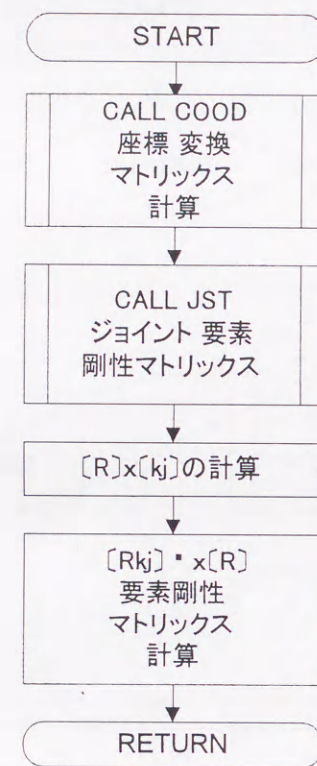 START
CALL COOD
座標 変換
マトリックス
計算
CALL JST
ジョイント 要素
剛性マトリックス
〔R〕x〔kj〕の計算
〔Rkj〕・x〔R〕
要素剛性
マトリックス
計算
RETURN